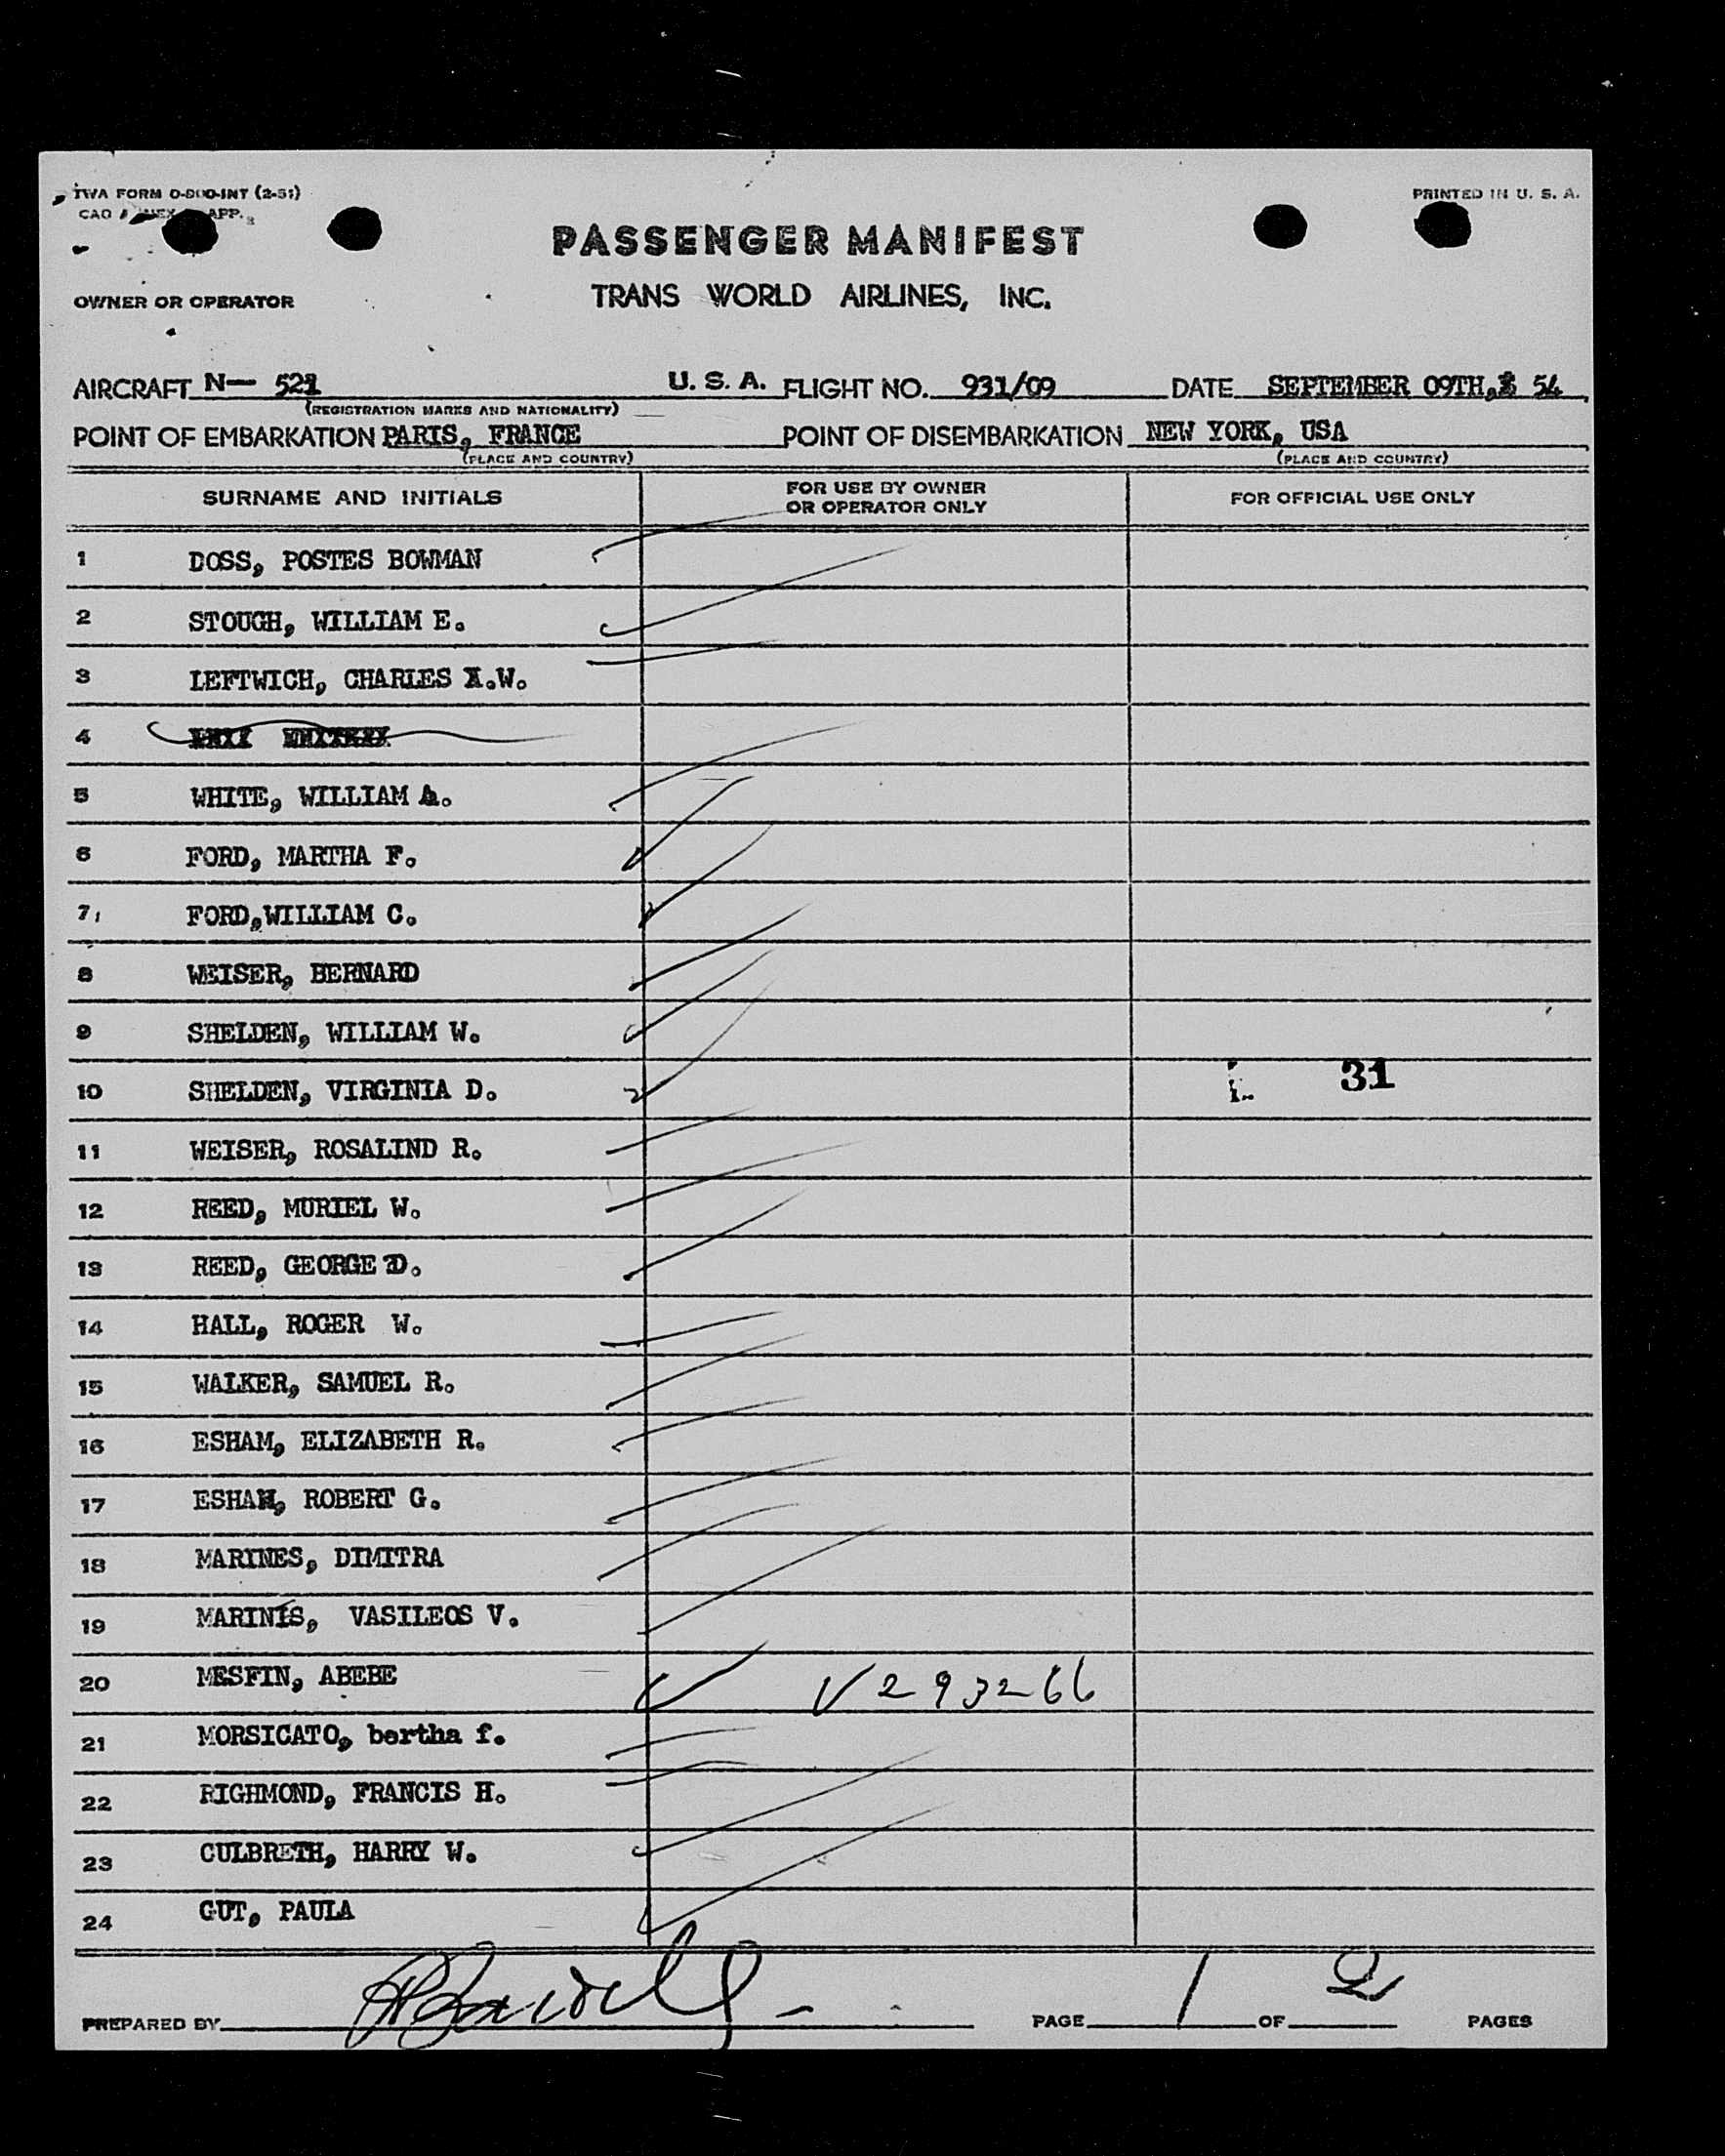 TWA FORM O-800-INT (2-51) PRINTED IN U. S. A.
CAO APP.
PASSENGER MANIFEST
OWNER OR OPERATOR TRANS WORLD AIRLINES, INC.
AIRCRAFT N— 521 U. S. A. FLIGHT NO. 931/09 DATE SEPTEMBER 09TH, 54
(REGISTRATION MARKS AND NATIONALITY)
POINT OF EMBARKATION PARIS, FRANCE POINT OF DISEMBARKATION NEW YORK, USA
(PLACE AND COUNTRY) (PLACE AND COUNTRY)
SURNAME AND INITIALS FOR USE BY OWNER OR OPERATOR ONLY FOR OFFICIAL USE ONLY
1 DOSS, POSTES BOWMAN
2 STOUGH, WILLIAM E.
3 LEFTWICH, CHARLES X.W.
4
5 WHITE, WILLIAM A.
6 FORD, MARTHA F.
7 FORD,WILLIAM C.
8 WEISER, BERNARD
9 SHELDEN, WILLIAM W.
10 SHELDEN, VIRGINIA D. 31
11 WEISER, ROSALIND R.
12 REED, MURIEL W.
13 REED, GEORGE D.
14 HALL, ROGER W.
15 WALKER, SAMUEL R.
16 ESHAM, ELIZABETH R.
17 ESHAM, ROBERT G.
18 MARINES, DIMITRA
19 MARINIS, VASILEOS V.
20 MESFIN, ABEBE V293266
21 MORSICATO, bertha f.
22 RIGHMOND, FRANCIS H.
23 CULBRETH, HARRY W.
24 GUT, PAULA
PREPARED BY PAGE 1 OF 2 PAGES